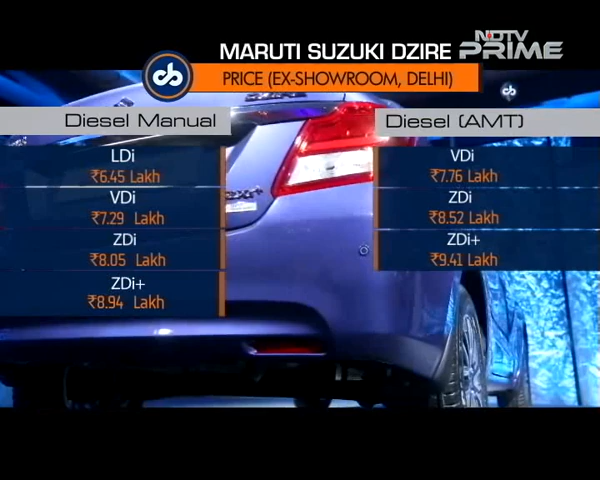 NDTV
MARUTI SUZUKI DZIRE PRIME
PRICE (EX-SHOWROOM, DELHI)
Diesel Manual
LDi
₹6.45 Lakh
VDi
₹7.29 Lakh
ZDi
₹8.05 Lakh
ZDi+
₹8.94 Lakh
Diesel (AMT)
VDi
₹7.76 Lakh
ZDi
₹8.52 Lakh
ZDi+
₹9.41 Lakh